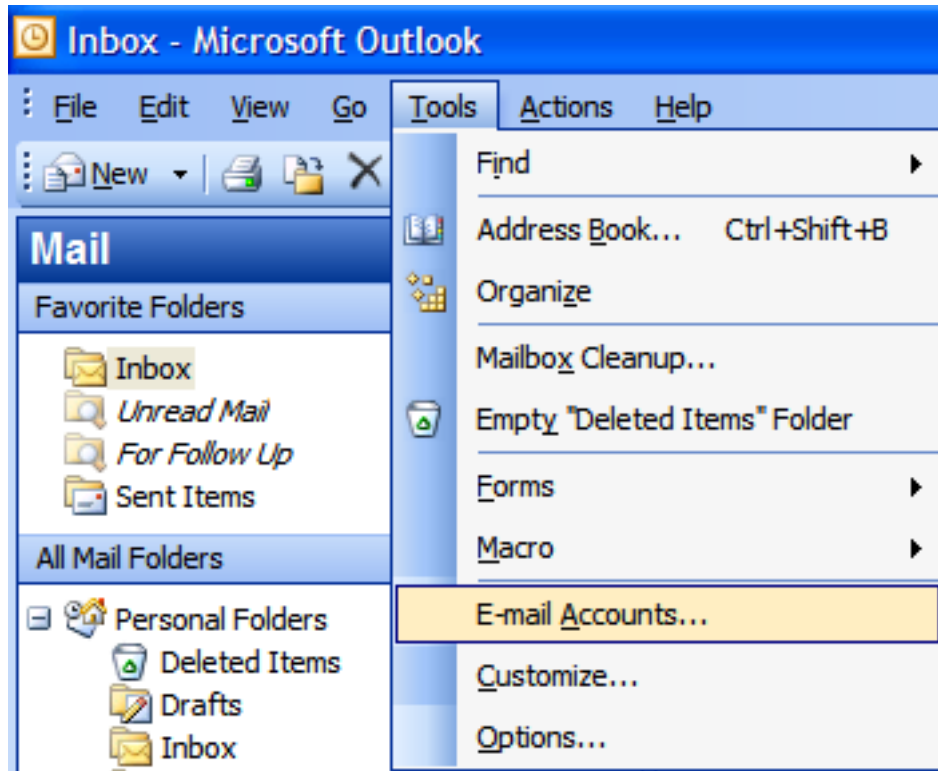 Inbox - Microsoft Outlook
File Edit View Go Tools Actions Help
New
Mail
Favorite Folders
Inbox
Unread Mail
For Follow Up
Sent Items
All Mail Folders
Personal Folders
Deleted Items
Drafts
Inbox
Find
Address Book... Ctrl+Shift+B
Organize
Mailbox Cleanup...
Empty "Deleted Items" Folder
Forms
Macro
E-mail Accounts...
Customize...
Options...